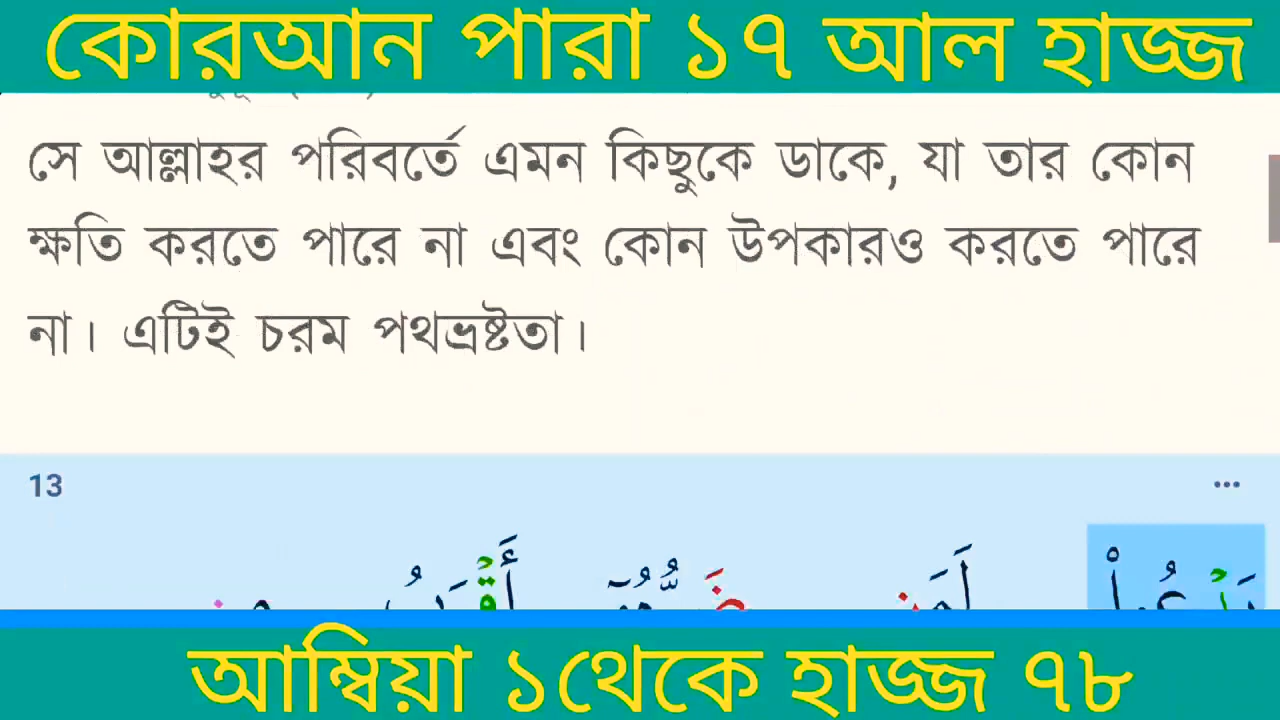 কোরআন পারা ১৭ আল হাজ্জ
সে আল্লাহর পরিবর্তে এমন কিছুকে ডাকে, যা তার কোন
ক্ষতি করতে পারে না এবং কোন উপকারও করতে পারে
না। এটিই চরম পথভ্রষ্টতা।
13
আম্বিয়া ১থেকে হাজ্জ ৭৮